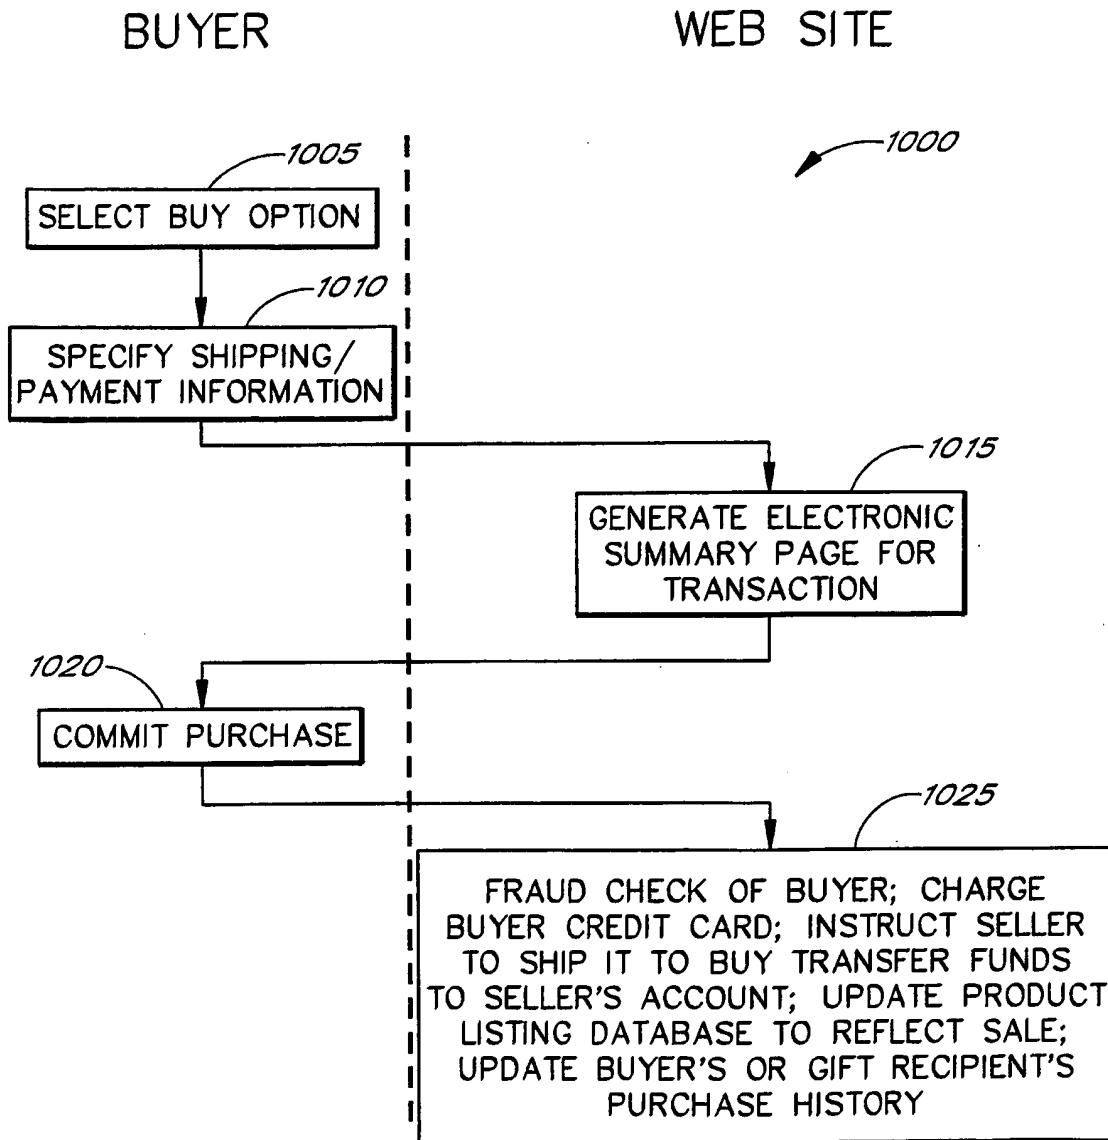 BUYER
WEB SITE
1000
1005
SELECT BUY OPTION
1010
SPECIFY SHIPPING/
PAYMENT INFORMATION
1015
GENERATE ELECTRONIC
SUMMARY PAGE FOR
TRANSACTION
1020
COMMIT PURCHASE
1025
FRAUD CHECK OF BUYER; CHARGE
BUYER CREDIT CARD; INSTRUCT SELLER
TO SHIP IT TO BUY TRANSFER FUNDS
TO SELLER'S ACCOUNT; UPDATE PRODUCT
LISTING DATABASE TO REFLECT SALE;
UPDATE BUYER'S OR GIFT RECIPIENT'S
PURCHASE HISTORY